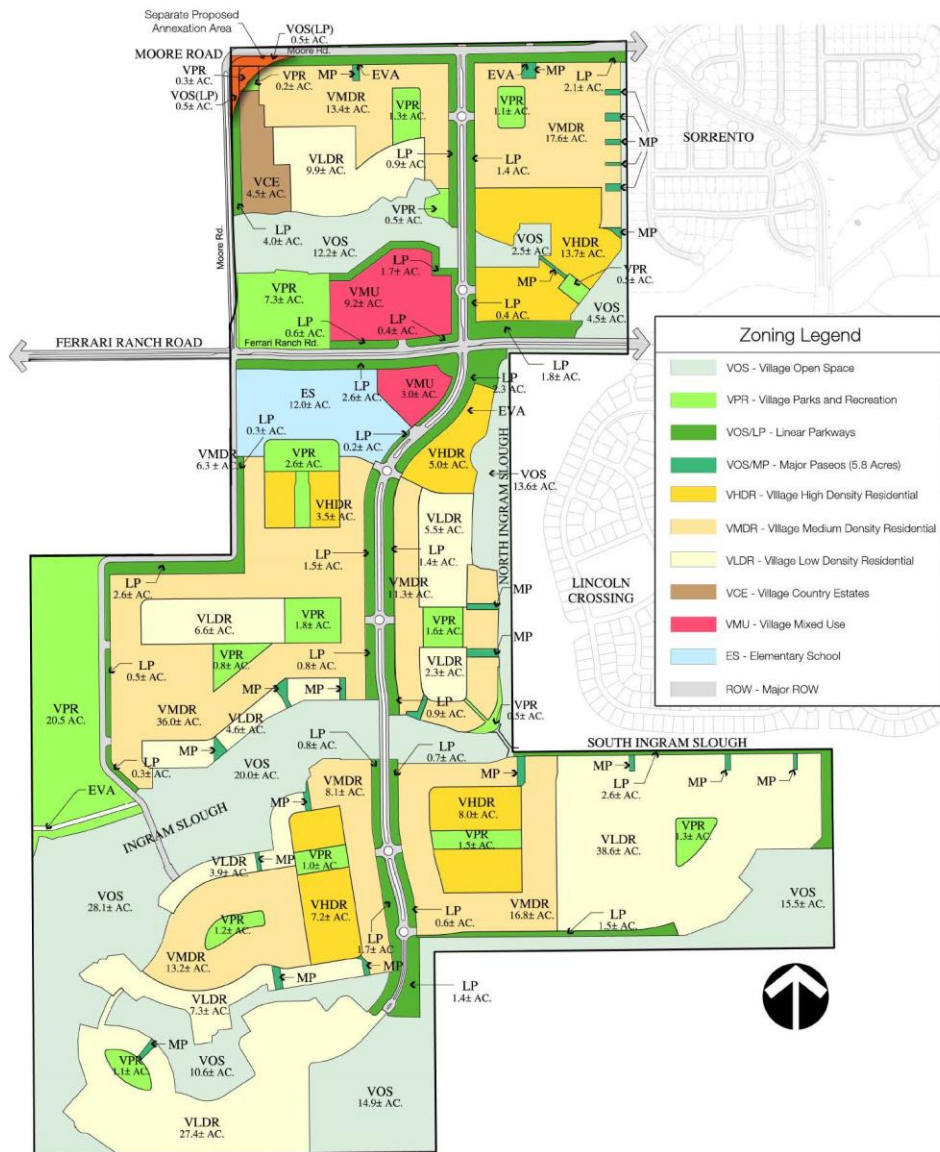 Separate Proposed
Annexation Area
VOS(LP)
0.5± AC.
MOORE ROAD
Moore Rd.
VPR
0.3± AC.
VPR
0.2± AC.
MP
EVA
EVA
MP
LP
2.1± AC.
VOS(LP)
0.5± AC.
VMDR
13.4± AC.
VPR
1.3± AC.
VPR
1.1± AC.
VMDR
17.6± AC.
MP
SORRENTO
VLDR
9.9± AC.
LP
0.9± AC.
LP
1.4 AC.
VCE
4.5± AC.
VPR
0.5± AC.
LP
4.0± AC.
Moore Rd.
VOS
12.2± AC.
VOS
2.5± AC.
VHDR
13.7± AC.
MP
LP
1.7± AC.
MP
VPR
0.5± AC.
VPR
7.3± AC.
VMU
9.2± AC.
LP
0.4 AC.
VOS
4.5± AC.
LP
0.6± AC.
LP
0.4± AC.
FERRARI RANCH ROAD
Ferrari Ranch Rd.
LP
1.8± AC.
Zoning Legend
VOS - Village Open Space
VPR - Village Parks and Recreation
VOS/LP - Linear Parkways
VOS/MP - Major Paseos (5.8 Acres)
VHDR - Village High Density Residential
VMDR - Village Medium Density Residential
VLDR - Village Low Density Residential
VCE - Village Country Estates
VMU - Village Mixed Use
ES - Elementary School
ROW - Major ROW
ES
12.0± AC.
LP
2.6± AC.
VMU
3.0± AC.
LP
2.3 AC.
EVA
LP
0.3± AC.
LP
0.2± AC.
VMDR
6.3± AC.
VPR
2.6± AC.
VHDR
5.0± AC.
VOS
13.6± AC.
NORTH INGRAM SLOUGH
VHDR
3.5± AC.
VLDR
5.5± AC.
LP
1.5± AC.
LP
1.4± AC.
LP
2.6± AC.
VMDR
11.3± AC.
MP
LINCOLN
CROSSING
VLDR
6.6± AC.
VPR
1.8± AC.
VPR
1.6± AC.
VPR
0.8± AC.
LP
0.8± AC.
MP
VLDR
2.3± AC.
LP
0.5± AC.
VPR
20.5 AC.
VMDR
36.0± AC.
MP
MP
VLDR
4.6± AC.
LP
0.9± AC.
VPR
0.5± AC.
MP
LP
0.3± AC.
VOS
20.0± AC.
LP
0.8± AC.
LP
0.7± AC.
SOUTH INGRAM SLOUGH
MP
MP
LP
2.6± AC.
MP
MP
EVA
INGRAM SLOUGH
VMDR
8.1± AC.
MP
VHDR
8.0± AC.
VPR
1.5± AC.
VPR
1.3± AC.
VLDR
38.6± AC.
VLDR
3.9± AC.
MP
VPR
1.0± AC.
VOS
28.1± AC.
VHDR
7.2± AC.
VOS
15.5± AC.
VPR
1.2± AC.
VMDR
16.8± AC.
LP
0.6± AC.
LP
1.5± AC.
LP
1.7± AC
VMDR
13.2± AC.
MP
MP
VLDR
7.3± AC.
LP
1.4± AC.
MP
VPR
1.1± AC.
VOS
10.6± AC.
VOS
14.9± AC.
VLDR
27.4± AC.